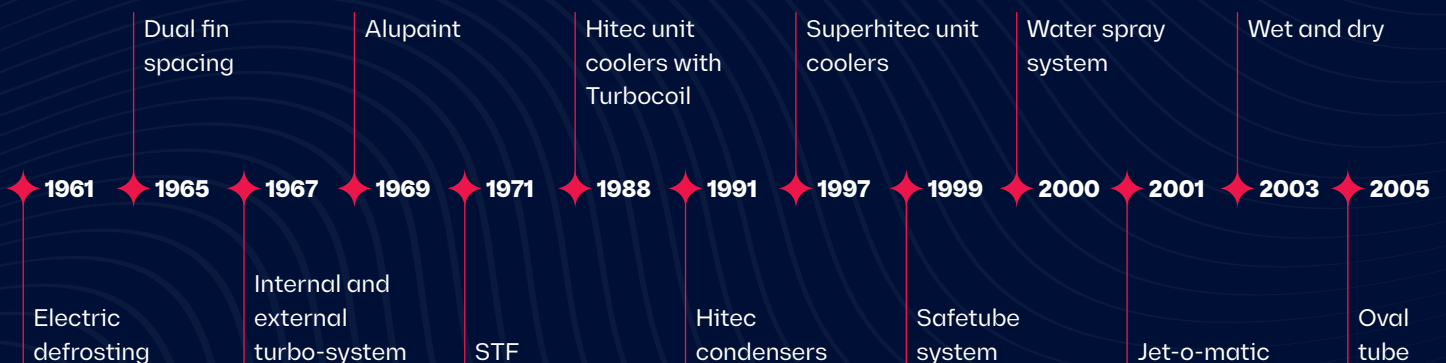 Dual fin
spacing
Alupaint
Hitec unit
coolers with
Turbocoil
Superhitec unit
coolers
Water spray
system
Wet and dry
1961
1965
1967
1969
1971
1988
1991
1997
1999
2000
2001
2003
2005
Electric
defrosting
Internal and
external
turbo-system
STF
Hitec
condensers
Safetube
system
Jet-o-matic
Oval
tube